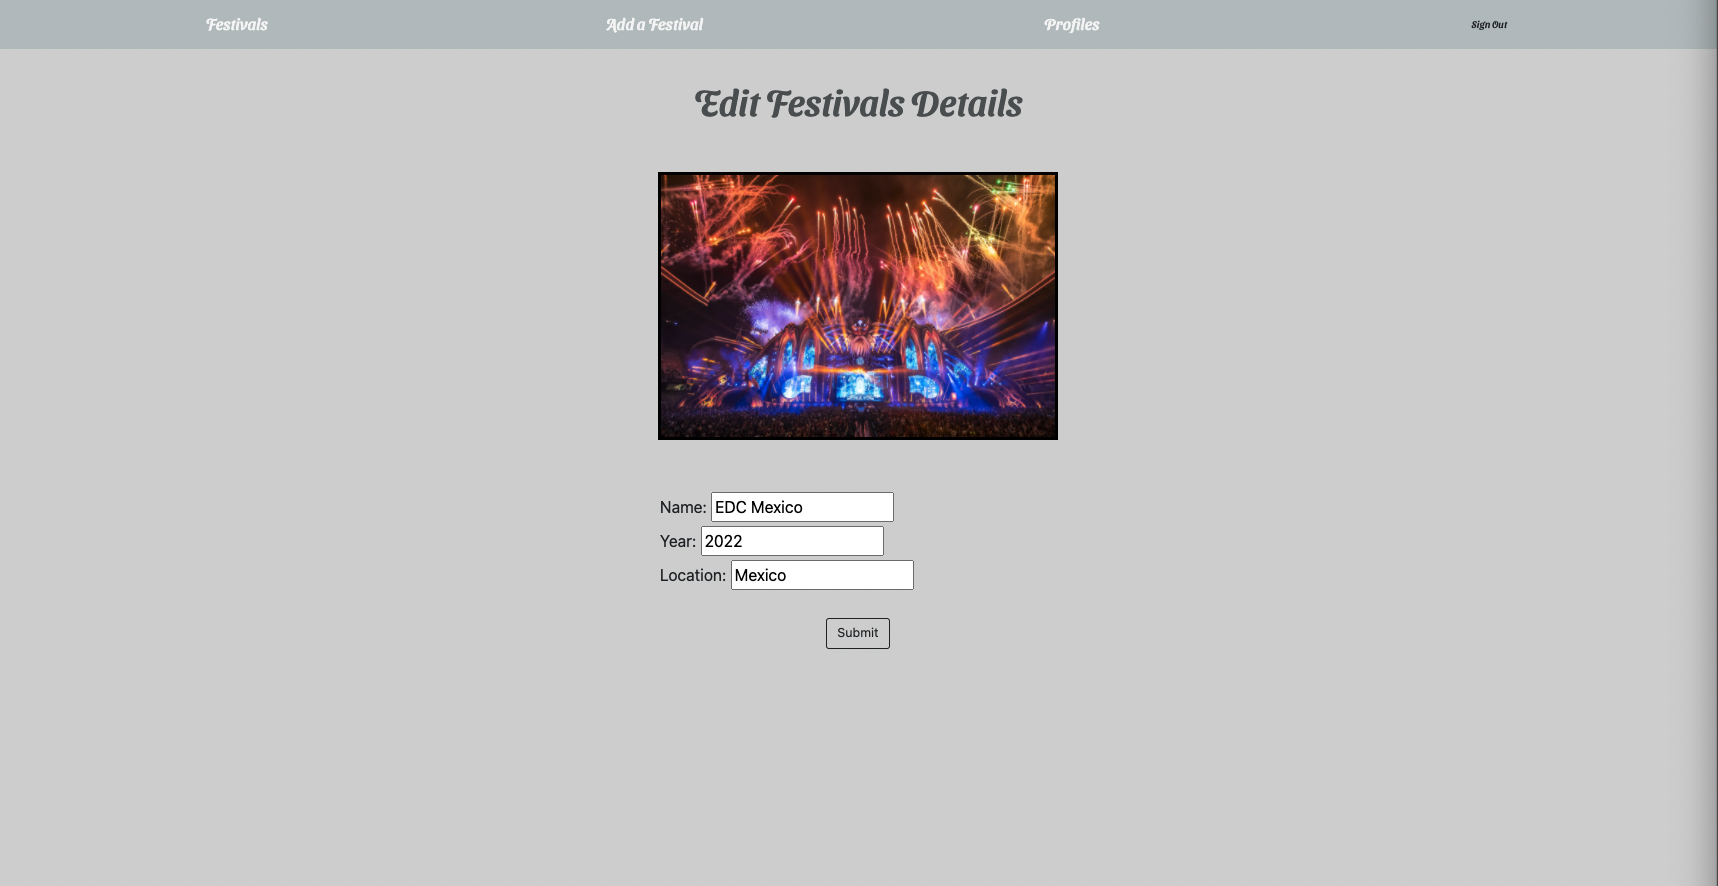 Festivals Add a Festival Profiles Sign Out
Edit Festivals Details
Name: EDC Mexico
Year: 2022
Location: Mexico
Submit